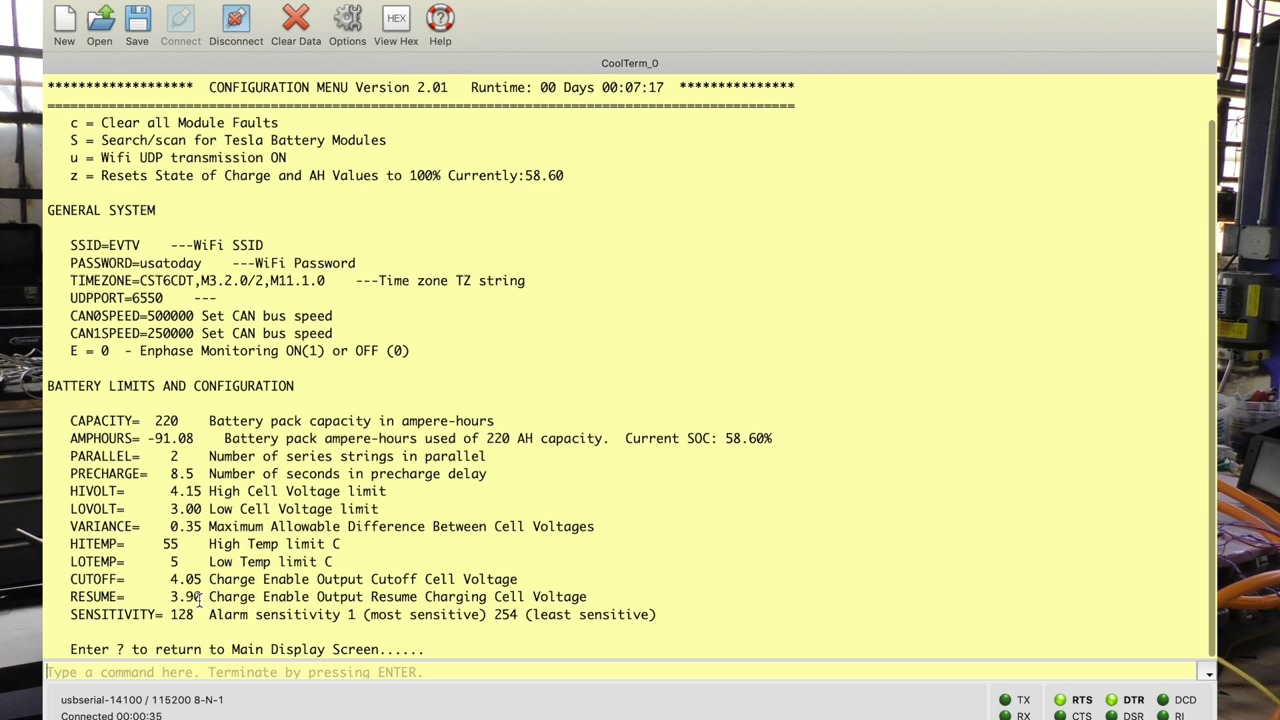 New Open Save Connect Disconnect Clear Data Options HEX View Hex ? Help
CoolTerm_0
******************* CONFIGURATION MENU Version 2.01 Runtime: 00 Days 00:07:17 ***************
=================================================================================================
c = Clear all Module Faults
S = Search/scan for Tesla Battery Modules
u = Wifi UDP transmission ON
z = Resets State of Charge and AH Values to 100% Currently:58.60
GENERAL SYSTEM
SSID=EVTV ---WiFi SSID
PASSWORD=usatoday ---WiFi Password
TIMEZONE=CST6CDT,M3.2.0/2,M11.1.0 ---Time zone TZ string
UDPPORT=6550 ---
CAN0SPEED=500000 Set CAN bus speed
CAN1SPEED=250000 Set CAN bus speed
E = 0 - Enphase Monitoring ON(1) or OFF (0)
BATTERY LIMITS AND CONFIGURATION
CAPACITY= 220 Battery pack capacity in ampere-hours
AMPHOURS= -91.08 Battery pack ampere-hours used of 220 AH capacity. Current SOC: 58.60%
PARALLEL= 2 Number of series strings in parallel
PRECHARGE= 8.5 Number of seconds in precharge delay
HIVOLT= 4.15 High Cell Voltage limit
LOVOLT= 3.00 Low Cell Voltage limit
VARIANCE= 0.35 Maximum Allowable Difference Between Cell Voltages
HITEMP= 55 High Temp limit C
LOTEMP= 5 Low Temp limit C
CUTOFF= 4.05 Charge Enable Output Cutoff Cell Voltage
RESUME= 3.90 Charge Enable Output Resume Charging Cell Voltage
SENSITIVITY= 128 Alarm sensitivity 1 (most sensitive) 254 (least sensitive)
Enter ? to return to Main Display Screen......
Type a command here. Terminate by pressing ENTER.
usbserial-14100 / 115200 8-N-1 TX RTS DTR DCD
Connected 00:00:35 RX CTS DSR RI